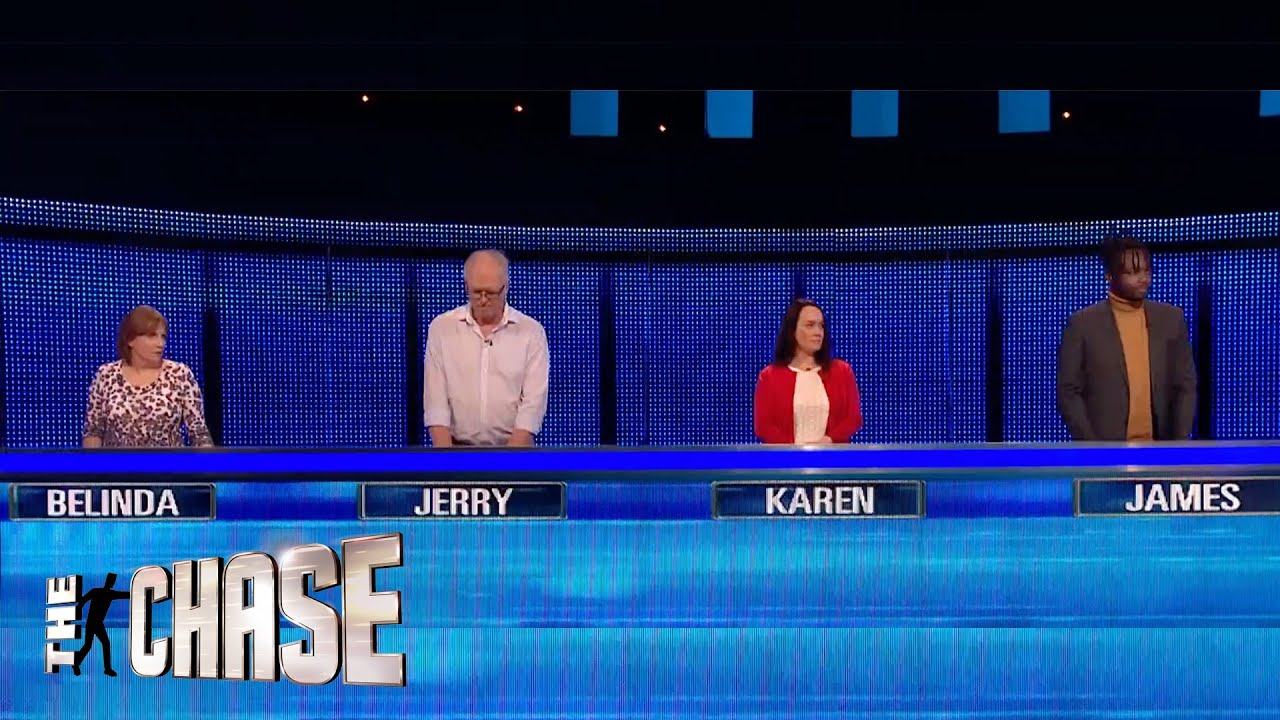 BELINDA
JERRY
KAREN
JAMES
THE CHASE